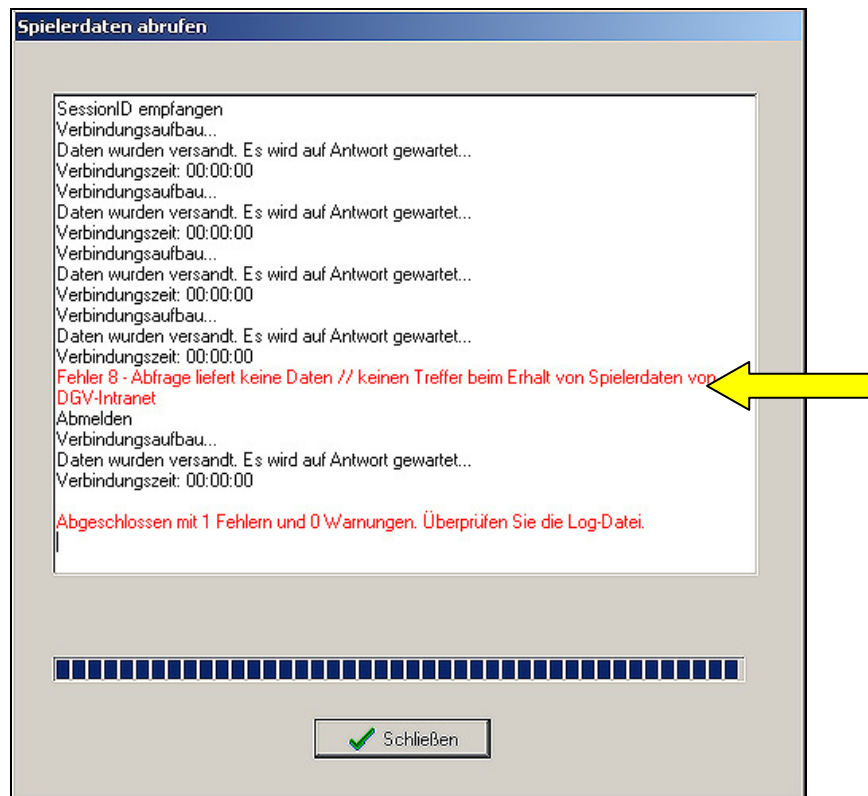 Spielerdaten abrufen
SessionID empfangen
Verbindungsaufbau...
Daten wurden versandt. Es wird auf Antwort gewartet...
Verbindungszeit: 00:00:00
Verbindungsaufbau...
Daten wurden versandt. Es wird auf Antwort gewartet...
Verbindungszeit: 00:00:00
Verbindungsaufbau...
Daten wurden versandt. Es wird auf Antwort gewartet...
Verbindungszeit: 00:00:00
Verbindungsaufbau...
Daten wurden versandt. Es wird auf Antwort gewartet...
Verbindungszeit: 00:00:00
Fehler 8 - Abfrage liefert keine Daten // keinen Treffer beim Erhalt von Spielerdaten von
DGV-Intranet
Abmelden
Verbindungsaufbau...
Daten wurden versandt. Es wird auf Antwort gewartet...
Verbindungszeit: 00:00:00
Abgeschlossen mit 1 Fehlern und 0 Warnungen. Überprüfen Sie die Log-Datei.
Schließen